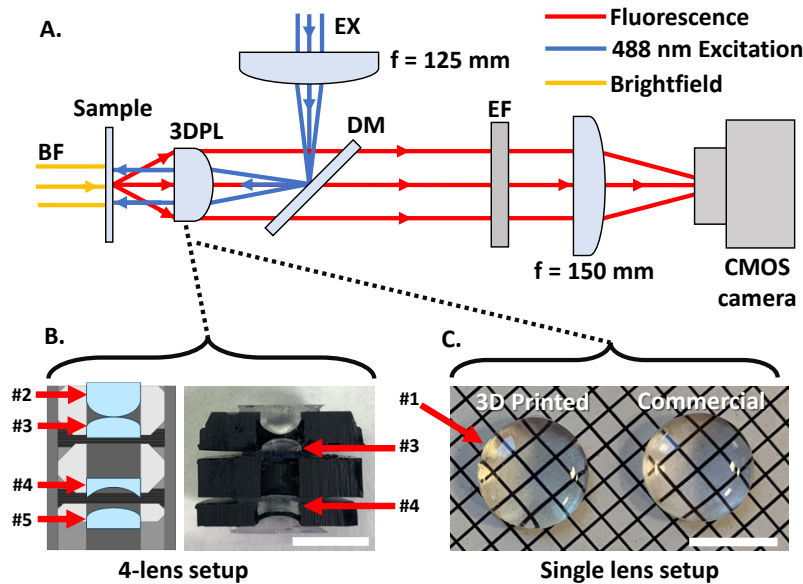 A.
EX
f = 125 mm
Fluorescence
488 nm Excitation
Brightfield
Sample
3DPL
DM
EF
BF
f = 150 mm
CMOS
camera
B.
#2
#3
#4
#5
#3
#4
4-lens setup
C.
#1
3D Printed
Commercial
Single lens setup